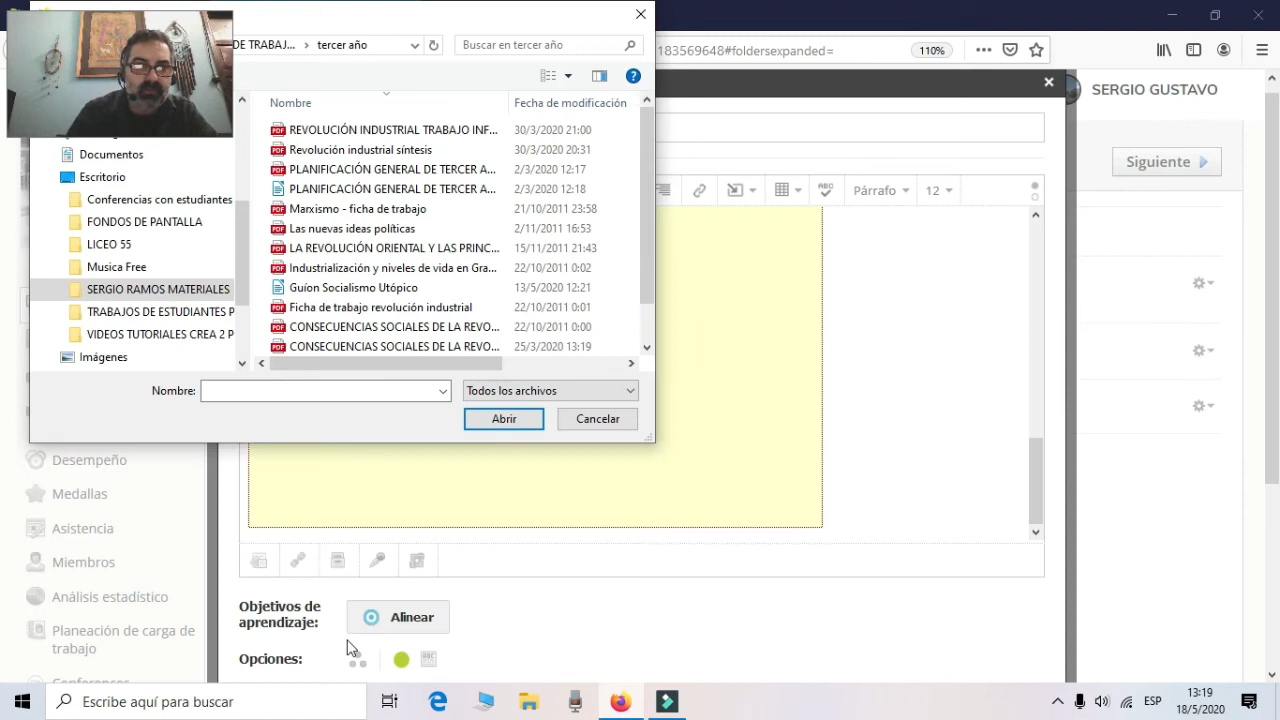 DE TRABAJ... > tercer año
Buscar en tercer año
183569648#foldersexpanded=
110%
SERGIO GUSTAVO
Siguiente
Párrafo
12
Nombre
Fecha de modificación
REVOLUCIÓN INDUSTRIAL TRABAJO INF... 30/3/2020 21:00
Revolución industrial síntesis 30/3/2020 20:31
PLANIFICACIÓN GENERAL DE TERCER A... 2/3/2020 12:17
PLANIFICACIÓN GENERAL DE TERCER A... 2/3/2020 12:18
Marxismo - ficha de trabajo 21/10/2011 23:58
Las nuevas ideas políticas 2/11/2011 16:53
LA REVOLUCIÓN ORIENTAL Y LAS PRINC... 15/11/2011 21:43
Industrialización y niveles de vida en Gra... 22/10/2011 0:02
Guíon Socialismo Utópico 13/5/2020 12:21
Ficha de trabajo revolución industrial 22/10/2011 0:01
CONSECUENCIAS SOCIALES DE LA REVO... 22/10/2011 0:00
CONSECUENCIAS SOCIALES DE LA REVO... 25/3/2020 13:19
Documentos
Escritorio
Conferencias con estudiantes
FONDOS DE PANTALLA
LICEO 55
Musica Free
SERGIO RAMOS MATERIALES
TRABAJOS DE ESTUDIANTES P
VIDEOS TUTORIALES CREA 2 P
Imágenes
Nombre:
Todos los archivos
Abrir
Cancelar
Desempeño
Medallas
Asistencia
Miembros
Análisis estadístico
Planeación de carga de
trabajo
Objetivos de
aprendizaje:
Alinear
Opciones:
Escribe aquí para buscar
ESP
13:19
18/5/2020